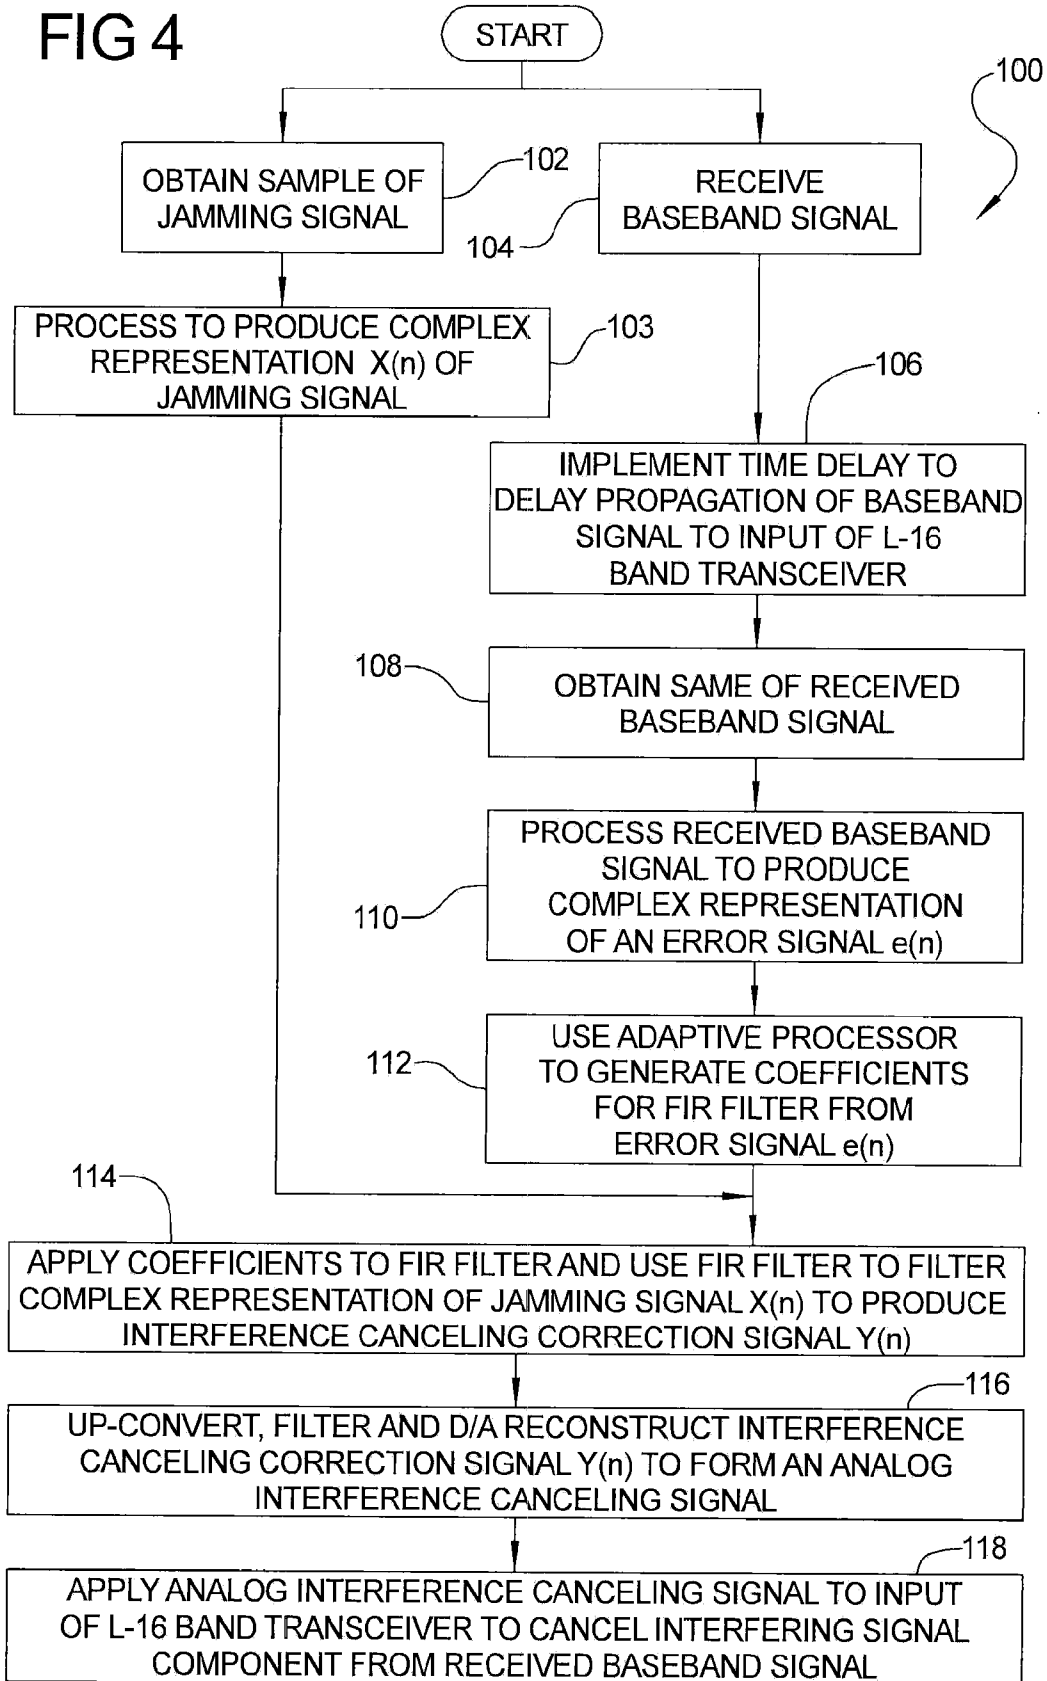 FIG 4
START
100
OBTAIN SAMPLE OF
JAMMING SIGNAL
102
RECEIVE
BASEBAND SIGNAL
104
PROCESS TO PRODUCE COMPLEX
REPRESENTATION X(n) OF
JAMMING SIGNAL
103
106
IMPLEMENT TIME DELAY TO
DELAY PROPAGATION OF BASEBAND
SIGNAL TO INPUT OF L-16
BAND TRANSCEIVER
108
OBTAIN SAME OF RECEIVED
BASEBAND SIGNAL
PROCESS RECEIVED BASEBAND
SIGNAL TO PRODUCE
COMPLEX REPRESENTATION
OF AN ERROR SIGNAL e(n)
110
USE ADAPTIVE PROCESSOR
TO GENERATE COEFFICIENTS
FOR FIR FILTER FROM
ERROR SIGNAL e(n)
112
114
APPLY COEFFICIENTS TO FIR FILTER AND USE FIR FILTER TO FILTER
COMPLEX REPRESENTATION OF JAMMING SIGNAL X(n) TO PRODUCE
INTERFERENCE CANCELING CORRECTION SIGNAL Y(n)
116
UP-CONVERT, FILTER AND D/A RECONSTRUCT INTERFERENCE
CANCELING CORRECTION SIGNAL Y(n) TO FORM AN ANALOG
INTERFERENCE CANCELING SIGNAL
118
APPLY ANALOG INTERFERENCE CANCELING SIGNAL TO INPUT
OF L-16 BAND TRANSCEIVER TO CANCEL INTERFERING SIGNAL
COMPONENT FROM RECEIVED BASEBAND SIGNAL